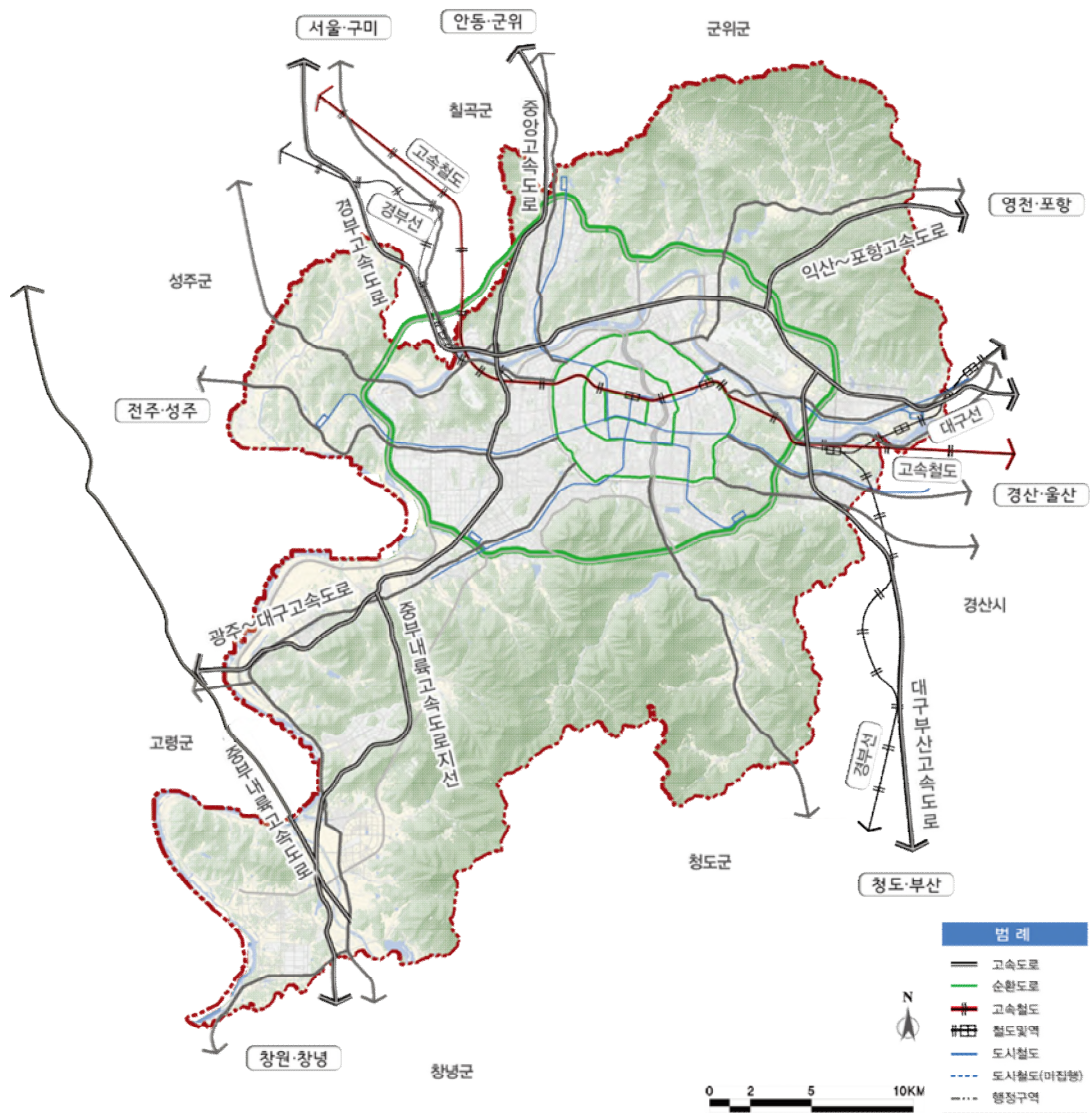 서울·구미
안동·군위
군위군
칠곡군
중앙고속도로
고속철도
경부선
경부고속도로
영천·포항
익산~포항고속도로
성주군
전주·성주
대구선
고속철도
경산·울산
경산시
광주~대구고속도로
중부내륙고속도로지선
고령군
중부내륙고속도로
경부선
대구부산고속도로
청도군
청도·부산
창원·창녕
창녕군
범례
고속도로
순환도로
고속철도
철도및역
도시철도
도시철도(미집행)
행정구역
N
0 2 5 10KM